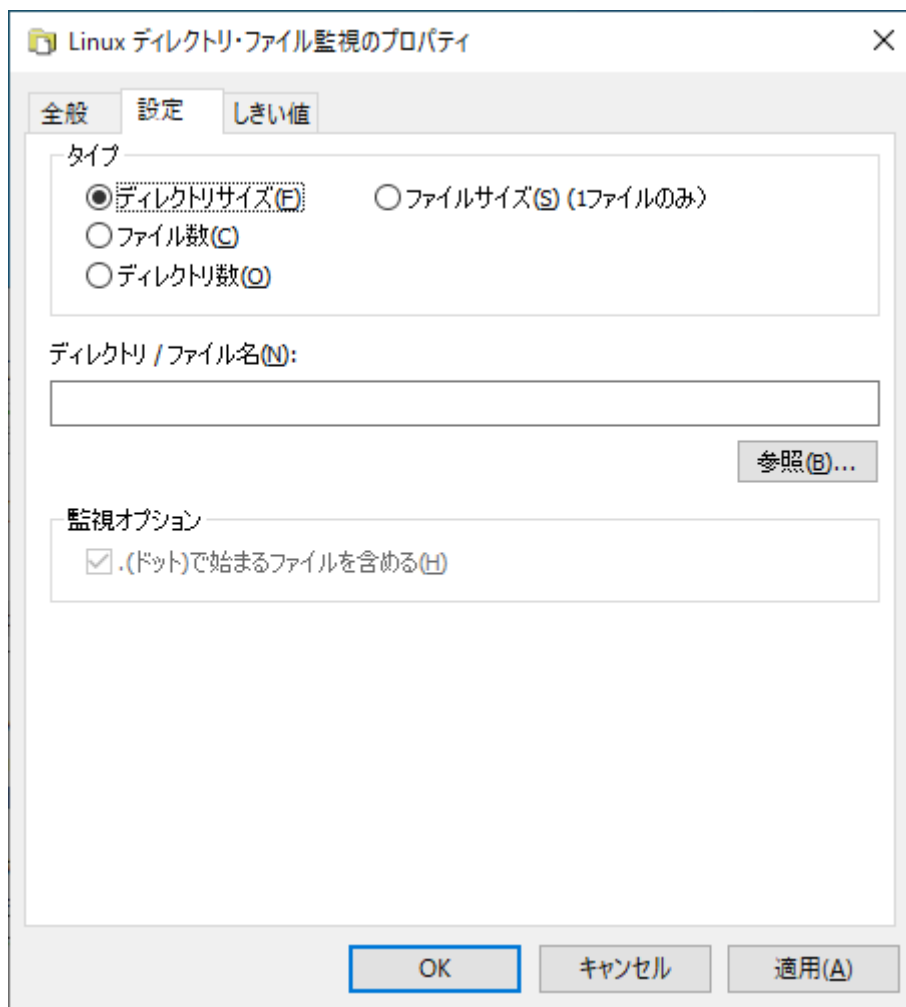 Linux ディレクトリ・ファイル監視のプロパティ
全般 設定 しきい値
タイプ
ディレクトリサイズ(F) ファイルサイズ(S) (1ファイルのみ)
ファイル数(C)
ディレクトリ数(O)
ディレクトリ / ファイル名(N):
参照(B)...
監視オプション
.(ドット)で始まるファイルを含める(H)
OK キャンセル 適用(A)